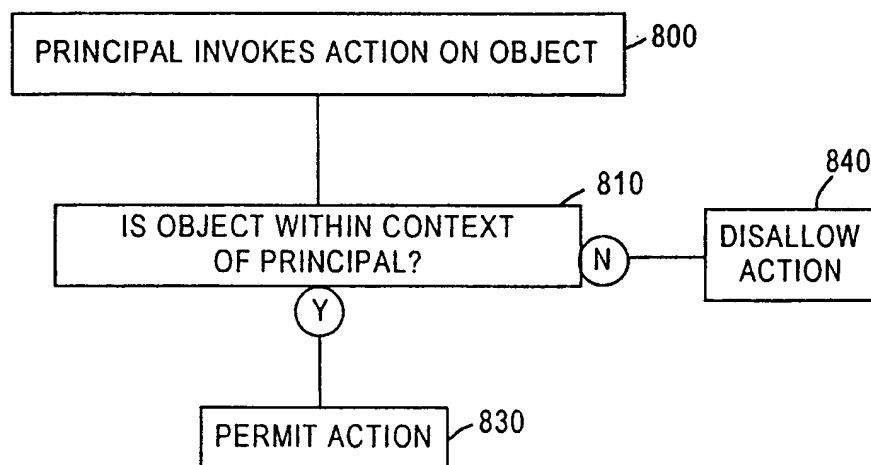 PRINCIPAL INVOKES ACTION ON OBJECT
800
810
IS OBJECT WITHIN CONTEXT
OF PRINCIPAL?
N
840
DISALLOW
ACTION
Y
PERMIT ACTION
830